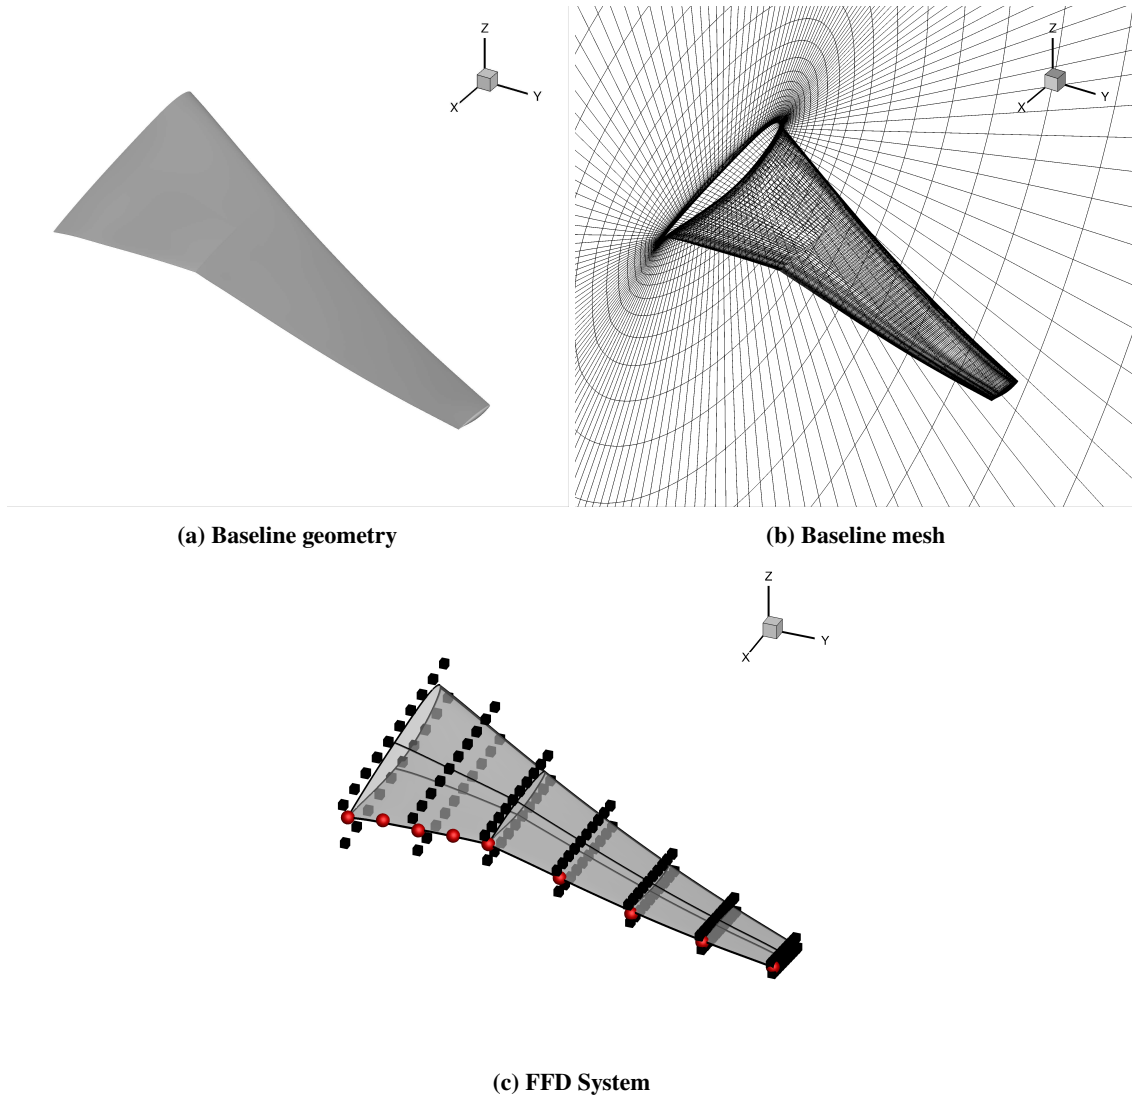 Z
X
Y
Z
X
Y
(a) Baseline geometry
(b) Baseline mesh
Z
Y
X
(c) FFD System